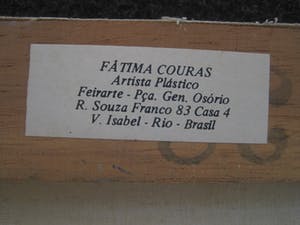 FÁTIMA COURAS
Artista Plástico
Feirarte - Pça. Gen. Osório
R. Souza Franco 83 Casa 4
V. Isabel - Rio - Brasil